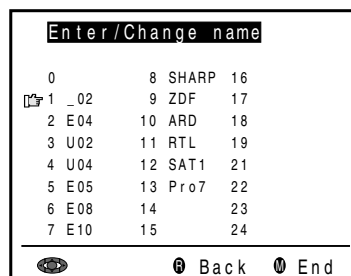 Enter/Change name
0 8 SHARP 16
1 _02 9 ZDF 17
2 E04 10 ARD 18
3 U02 11 RTL 19
4 U04 12 SAT1 21
5 E05 13 Pro7 22
6 E08 14 23
7 E10 15 24
R Back M End